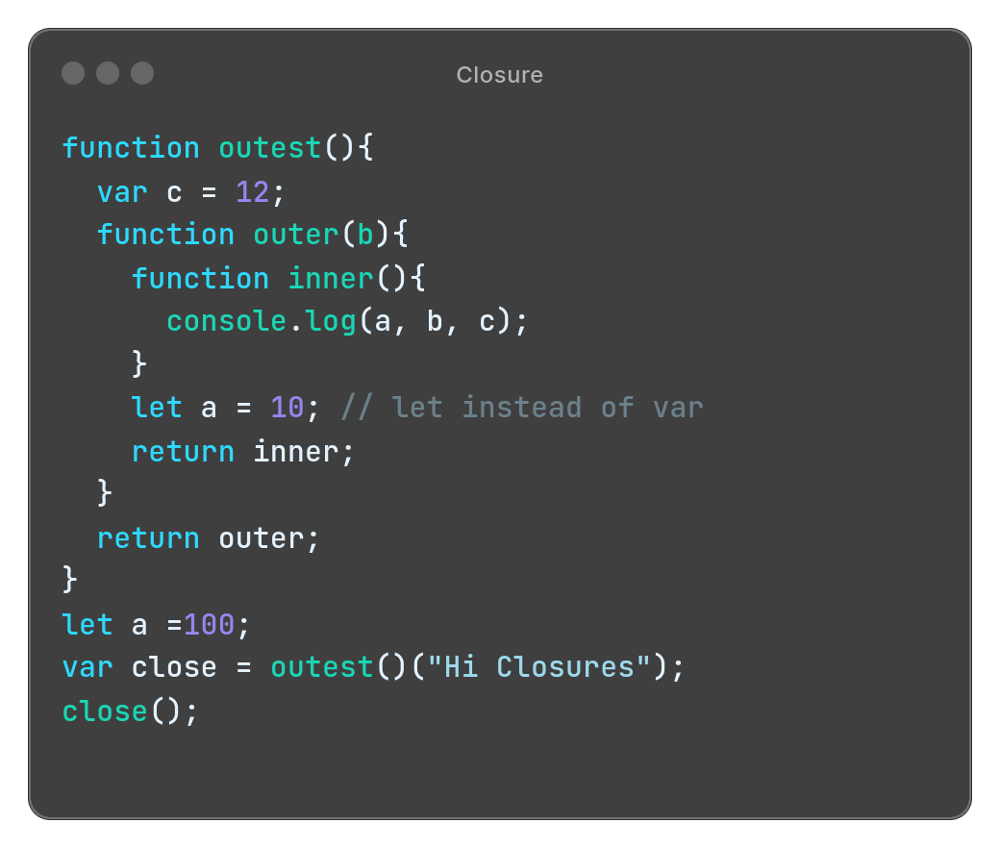 Closure
function outest(){
  var c = 12;
  function outer(b){
    function inner(){
      console.log(a, b, c);
    }
    let a = 10; // let instead of var
    return inner;
  }
  return outer;
}
let a =100;
var close = outest()("Hi Closures");
close();